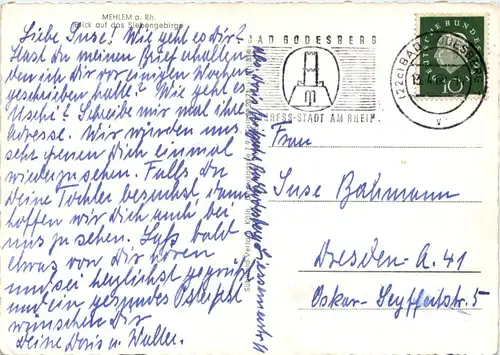 MEHLEM a. Rh.
Blick auf das Siebengebirge
Liebe Suse! Wie geht es dir?
Hast du meinen Brief erhalten
den ich dir vor einigen Wochen
geschrieben hatte? Wie geht es
Uschi? Schreibe mir mal ihre
Adresse. Wir würden uns
sehr freuen dich einmal
wiederzusehen. Falls du
Deine Tochter besuchst, dann
hoffen wir dich auch bei
uns zu sehen. Laß bald
etwas von dir hören
und sei herzlichst gegrüßt
und ein gesundes Osterfest
wünschen Dir
Deine Doris u. Walter.
BAD GODESBERG
KONGRESS-STADT AM RHEIN
(22c) BAD GODESBERG
DEUTSCHE BUNDESPOST
10
Frau
Suse Bahmann
Dresden-A. 41
Oskar-Seyffertstr. 5